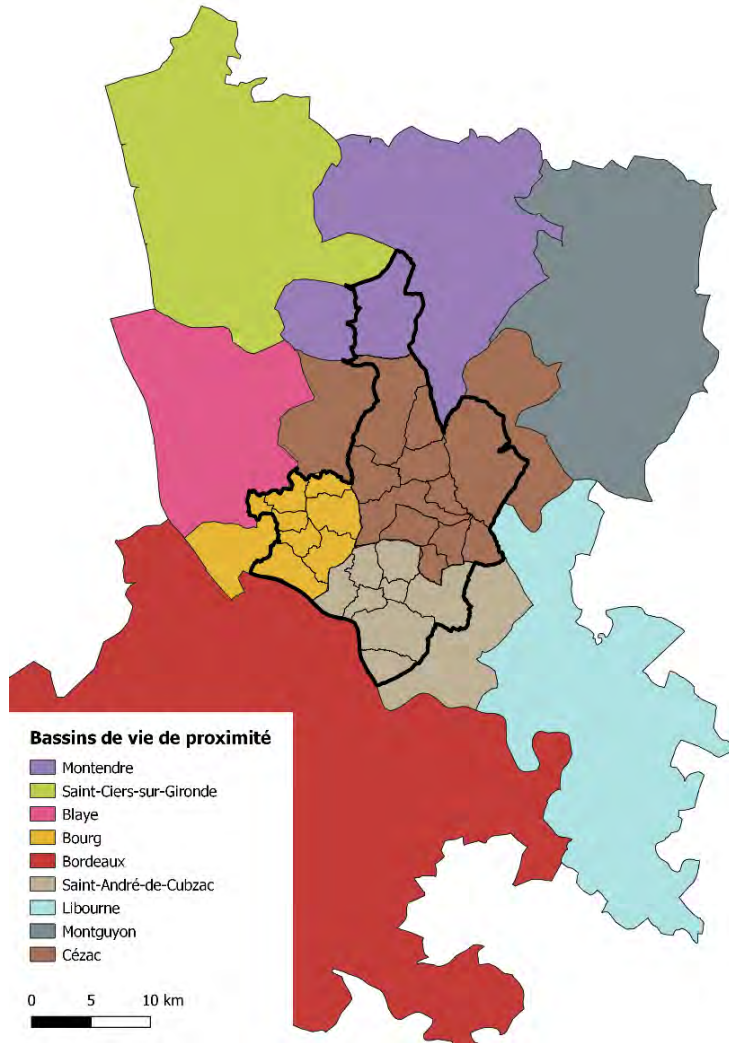 Bassins de vie de proximité
Montendre
Saint-Ciers-sur-Gironde
Blaye
Bourg
Bordeaux
Saint-André-de-Cubzac
Libourne
Montguyon
Cézac
0 5 10 km